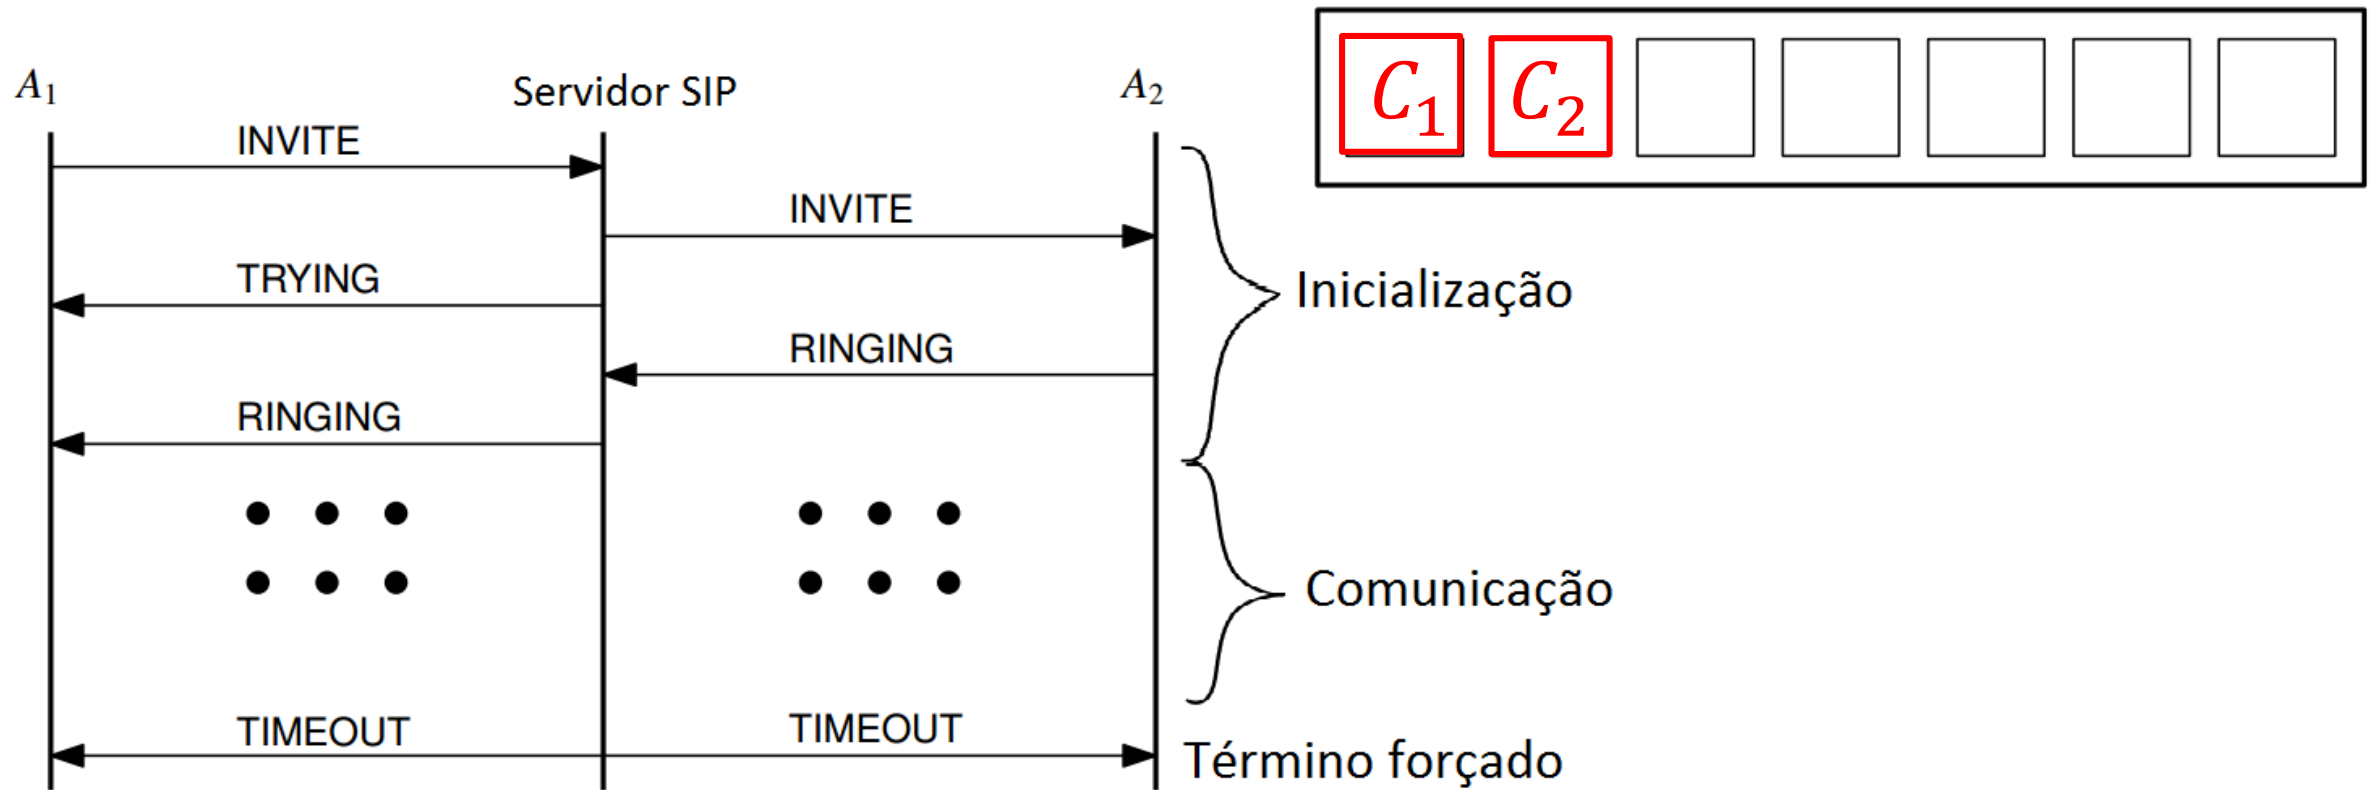 A₁
Servidor SIP
A₂
C₁
C₂
INVITE
INVITE
TRYING
Inicialização
RINGING
RINGING
Comunicação
TIMEOUT
TIMEOUT
Término forçado